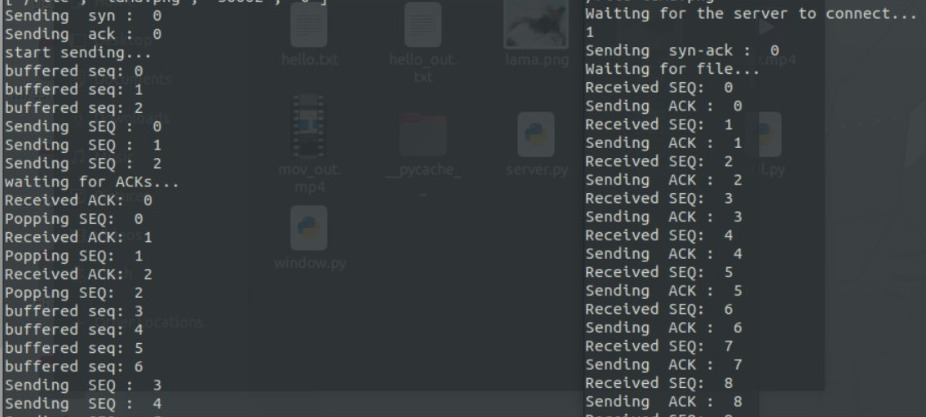 Sending  syn :  0
Sending  ack :  0
start sending...
buffered seq: 0
buffered seq: 1
buffered seq: 2
Sending  SEQ :  0
Sending  SEQ :  1
Sending  SEQ :  2
waiting for ACKs...
Received ACK:  0
Popping SEQ:  0
Received ACK:  1
Popping SEQ:  1
Received ACK:  2
Popping SEQ:  2
buffered seq: 3
buffered seq: 4
buffered seq: 5
buffered seq: 6
Sending  SEQ :  3
Sending  SEQ :  4
hello.txt
hello_out.
txt
lama.png
mov_out.
mp4
__pycache_
_
server.py
window.py
Waiting for the server to connect...
1
Sending  syn-ack :  0
Waiting for file...
Received SEQ:  0
Sending  ACK :  0
Received SEQ:  1
Sending  ACK :  1
Received SEQ:  2
Sending  ACK :  2
Received SEQ:  3
Sending  ACK :  3
Received SEQ:  4
Sending  ACK :  4
Received SEQ:  5
Sending  ACK :  5
Received SEQ:  6
Sending  ACK :  6
Received SEQ:  7
Sending  ACK :  7
Received SEQ:  8
Sending  ACK :  8